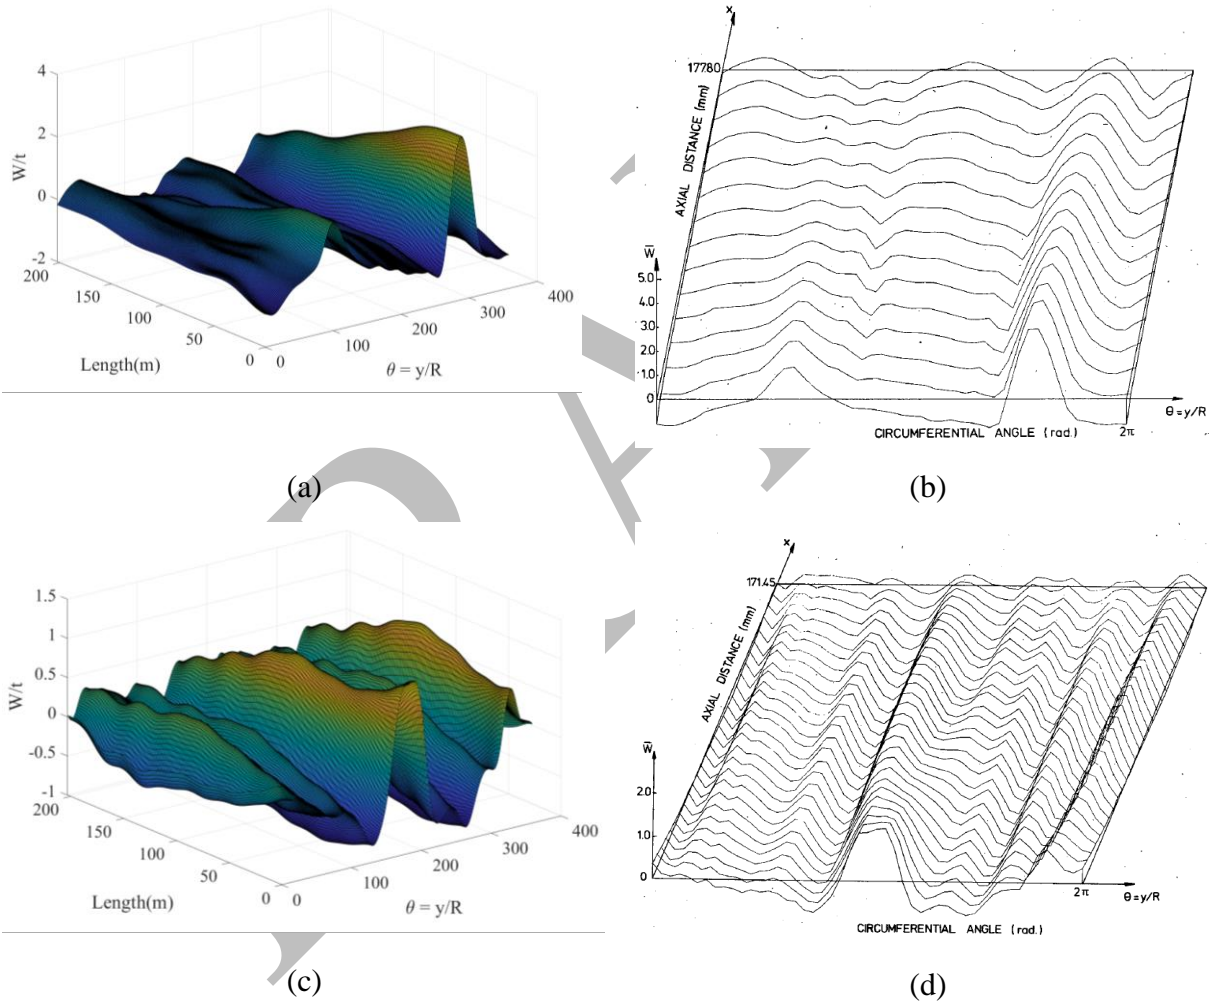 4
2
0
-2
W/t
200
150
100
50
0
Length(m)
0
100
200
300
400
θ = y/R
(a)
x
177.80
AXIAL DISTANCE (mm)
W̅
5.0
4.0
3.0
2.0
1.0
0
θ = y/R
CIRCUMFERENTIAL ANGLE (rad.)
2π
(b)
1.5
1
0.5
0
-0.5
-1
W/t
200
150
100
50
0
Length(m)
0
100
200
300
400
θ = y/R
(c)
x
171.45
AXIAL DISTANCE (mm)
W̅
2.0
1.0
0
2π
θ = y/R
CIRCUMFERENTIAL ANGLE (rad.)
(d)